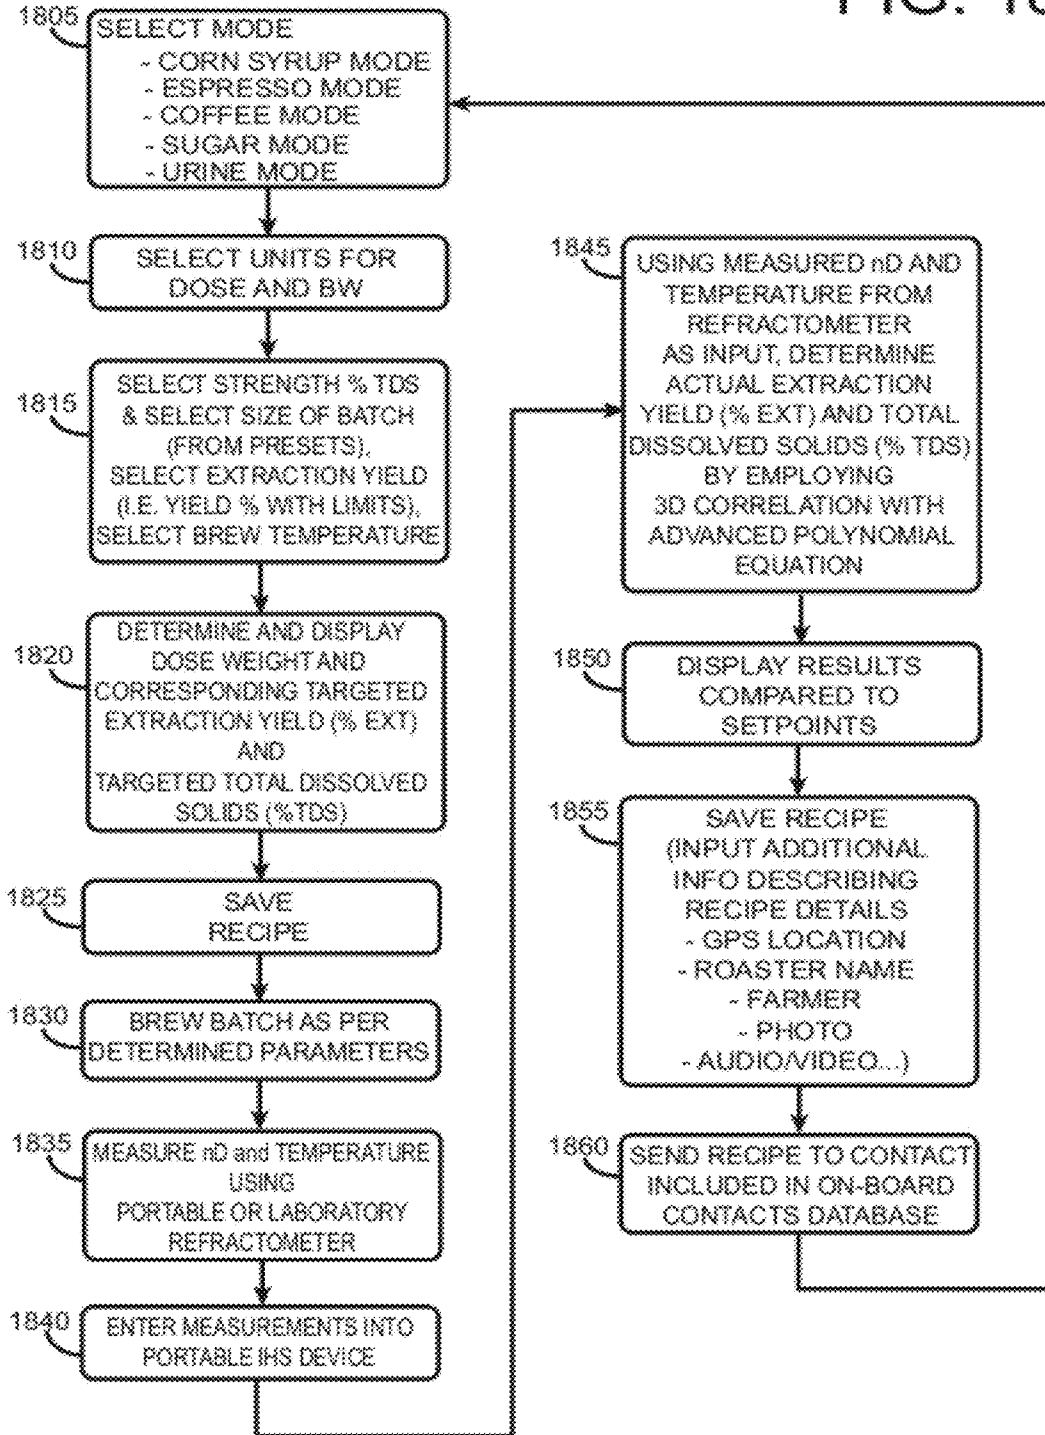 FIG. 18
1805
SELECT MODE
- CORN SYRUP MODE
- ESPRESSO MODE
- COFFEE MODE
- SUGAR MODE
- URINE MODE
1810
SELECT UNITS FOR
DOSE AND BW
1815
SELECT STRENGTH % TDS
& SELECT SIZE OF BATCH
(FROM PRESETS),
SELECT EXTRACTION YIELD
(I.E. YIELD % WITH LIMITS),
SELECT BREW TEMPERATURE
1820
DETERMINE AND DISPLAY
DOSE WEIGHT AND
CORRESPONDING TARGETED
EXTRACTION YIELD (% EXT)
AND
TARGETED TOTAL DISSOLVED
SOLIDS (%TDS)
1825
SAVE
RECIPE
1830
BREW BATCH AS PER
DETERMINED PARAMETERS
1835
MEASURE nD and TEMPERATURE
USING
PORTABLE OR LABORATORY
REFRACTOMETER
1840
ENTER MEASUREMENTS INTO
PORTABLE IHS DEVICE
1845
USING MEASURED nD AND
TEMPERATURE FROM
REFRACTOMETER
AS INPUT, DETERMINE
ACTUAL EXTRACTION
YIELD (% EXT) AND TOTAL
DISSOLVED SOLIDS (% TDS)
BY EMPLOYING
3D CORRELATION WITH
ADVANCED POLYNOMIAL
EQUATION
1850
DISPLAY RESULTS
COMPARED TO
SETPOINTS
1855
SAVE RECIPE
(INPUT ADDITIONAL
INFO DESCRIBING
RECIPE DETAILS
- GPS LOCATION
- ROASTER NAME
- FARMER
- PHOTO
- AUDIO/VIDEO...)
1860
SEND RECIPE TO CONTACT
INCLUDED IN ON-BOARD
CONTACTS DATABASE